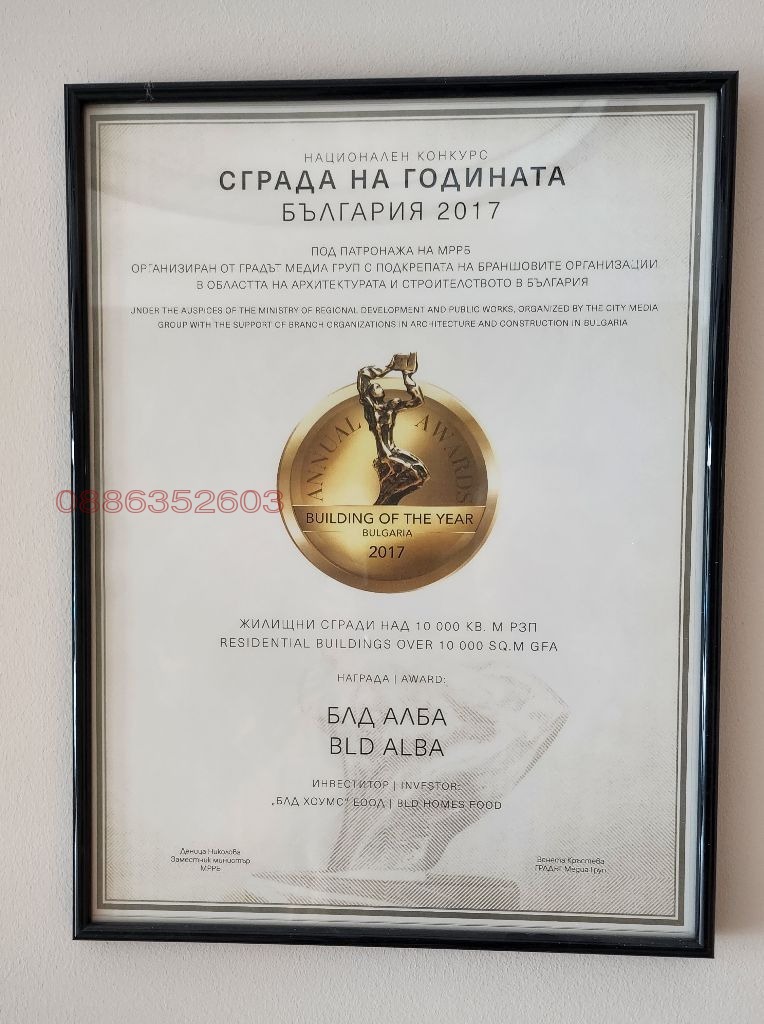 НАЦИОНАЛЕН КОНКУРС
СГРАДА НА ГОДИНАТА
БЪЛГАРИЯ 2017
ПОД ПАТРОНАЖА НА МРРБ
ОРГАНИЗИРАН ОТ ГРАДЪТ МЕДИА ГРУП С ПОДКРЕПАТА НА БРАНШОВИТЕ ОРГАНИЗАЦИИ
В ОБЛАСТТА НА АРХИТЕКТУРАТА И СТРОИТЕЛСТВОТО В БЪЛГАРИЯ
UNDER THE AUSPICES OF THE MINISTRY OF REGIONAL DEVELOPMENT AND PUBLIC WORKS, ORGANIZED BY THE CITY MEDIA
GROUP WITH THE SUPPORT OF BRANCH ORGANIZATIONS IN ARCHITECTURE AND CONSTRUCTION IN BULGARIA
ANNUAL AWARDS
0886352603
BUILDING OF THE YEAR
BULGARIA
2017
ЖИЛИЩНИ СГРАДИ НАД 10 000 КВ. М РЗП
RESIDENTIAL BUILDINGS OVER 10 000 SQ.M GFA
НАГРАДА | AWARD:
БЛД АЛБА
BLD ALBA
ИНВЕСТИТОР | INVESTOR:
„БЛД ХОУМС" ЕООД | BLD HOMES EOOD
Деница Николова
Заместник министър
МРРБ
Венета Кръстева
ГРАДЪТ Медиа Груп